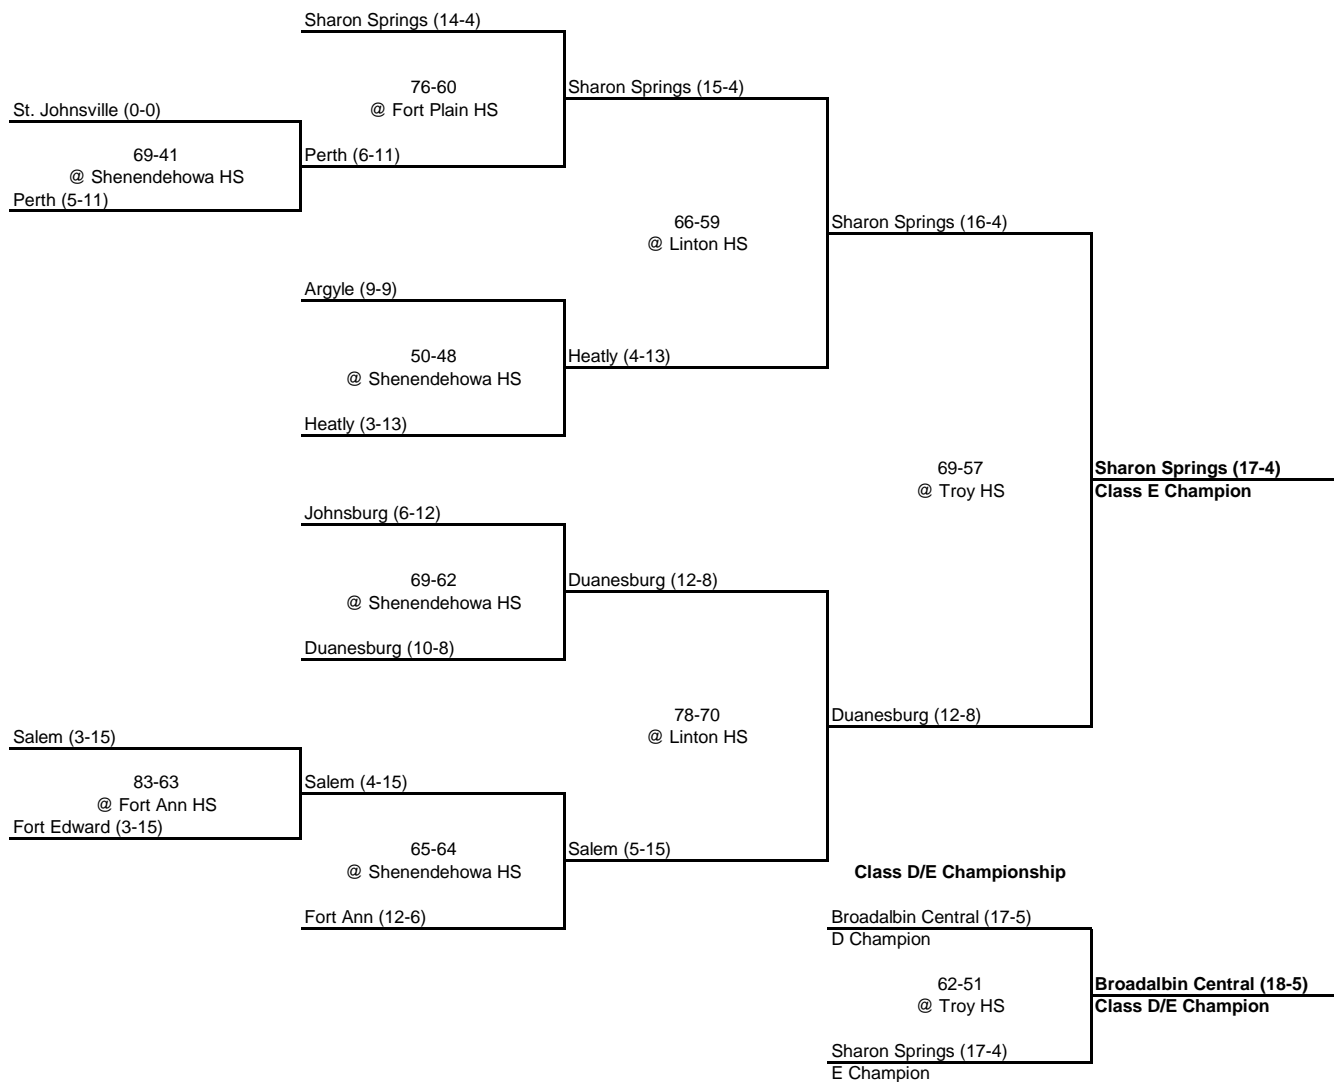 Sharon Springs (14-4)
76-60
@ Fort Plain HS
Sharon Springs (15-4)
St. Johnsville (0-0)
69-41
@ Shenendehowa HS
Perth (6-11)
Perth (5-11)
66-59
@ Linton HS
Sharon Springs (16-4)
Argyle (9-9)
50-48
@ Shenendehowa HS
Heatly (4-13)
Heatly (3-13)
69-57
@ Troy HS
Sharon Springs (17-4)
Class E Champion
Johnsburg (6-12)
69-62
@ Shenendehowa HS
Duanesburg (12-8)
Duanesburg (10-8)
78-70
@ Linton HS
Duanesburg (12-8)
Salem (3-15)
83-63
@ Fort Ann HS
Salem (4-15)
Fort Edward (3-15)
65-64
@ Shenendehowa HS
Salem (5-15)
Fort Ann (12-6)
Class D/E Championship
Broadalbin Central (17-5)
D Champion
62-51
@ Troy HS
Broadalbin Central (18-5)
Class D/E Champion
Sharon Springs (17-4)
E Champion